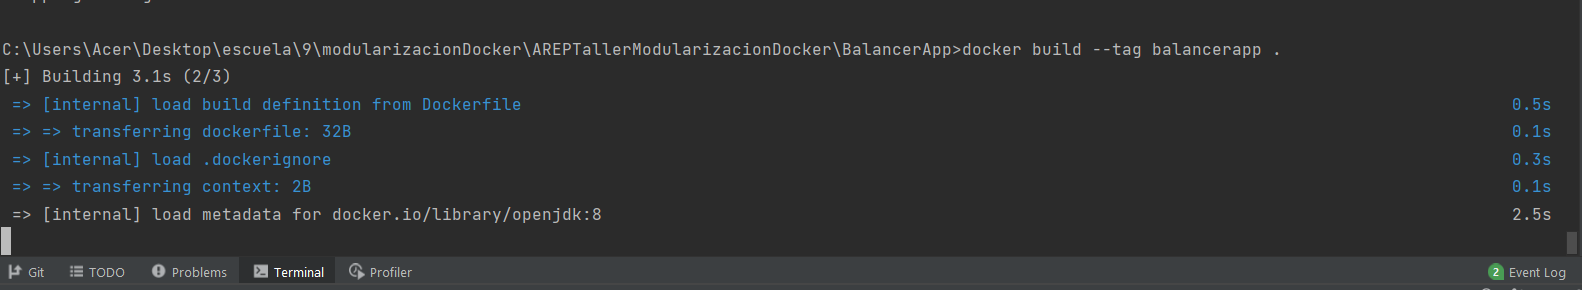 C:\Users\Acer\Desktop\escuela\9\modularizacionDocker\AREPTallerModularizacionDocker\BalancerApp>docker build --tag balancerapp .
[+] Building 3.1s (2/3)
=> [internal] load build definition from Dockerfile 0.5s
=> => transferring dockerfile: 32B 0.1s
=> [internal] load .dockerignore 0.3s
=> => transferring context: 2B 0.1s
=> [internal] load metadata for docker.io/library/openjdk:8 2.5s
Git TODO Problems Terminal Profiler 2 Event Log